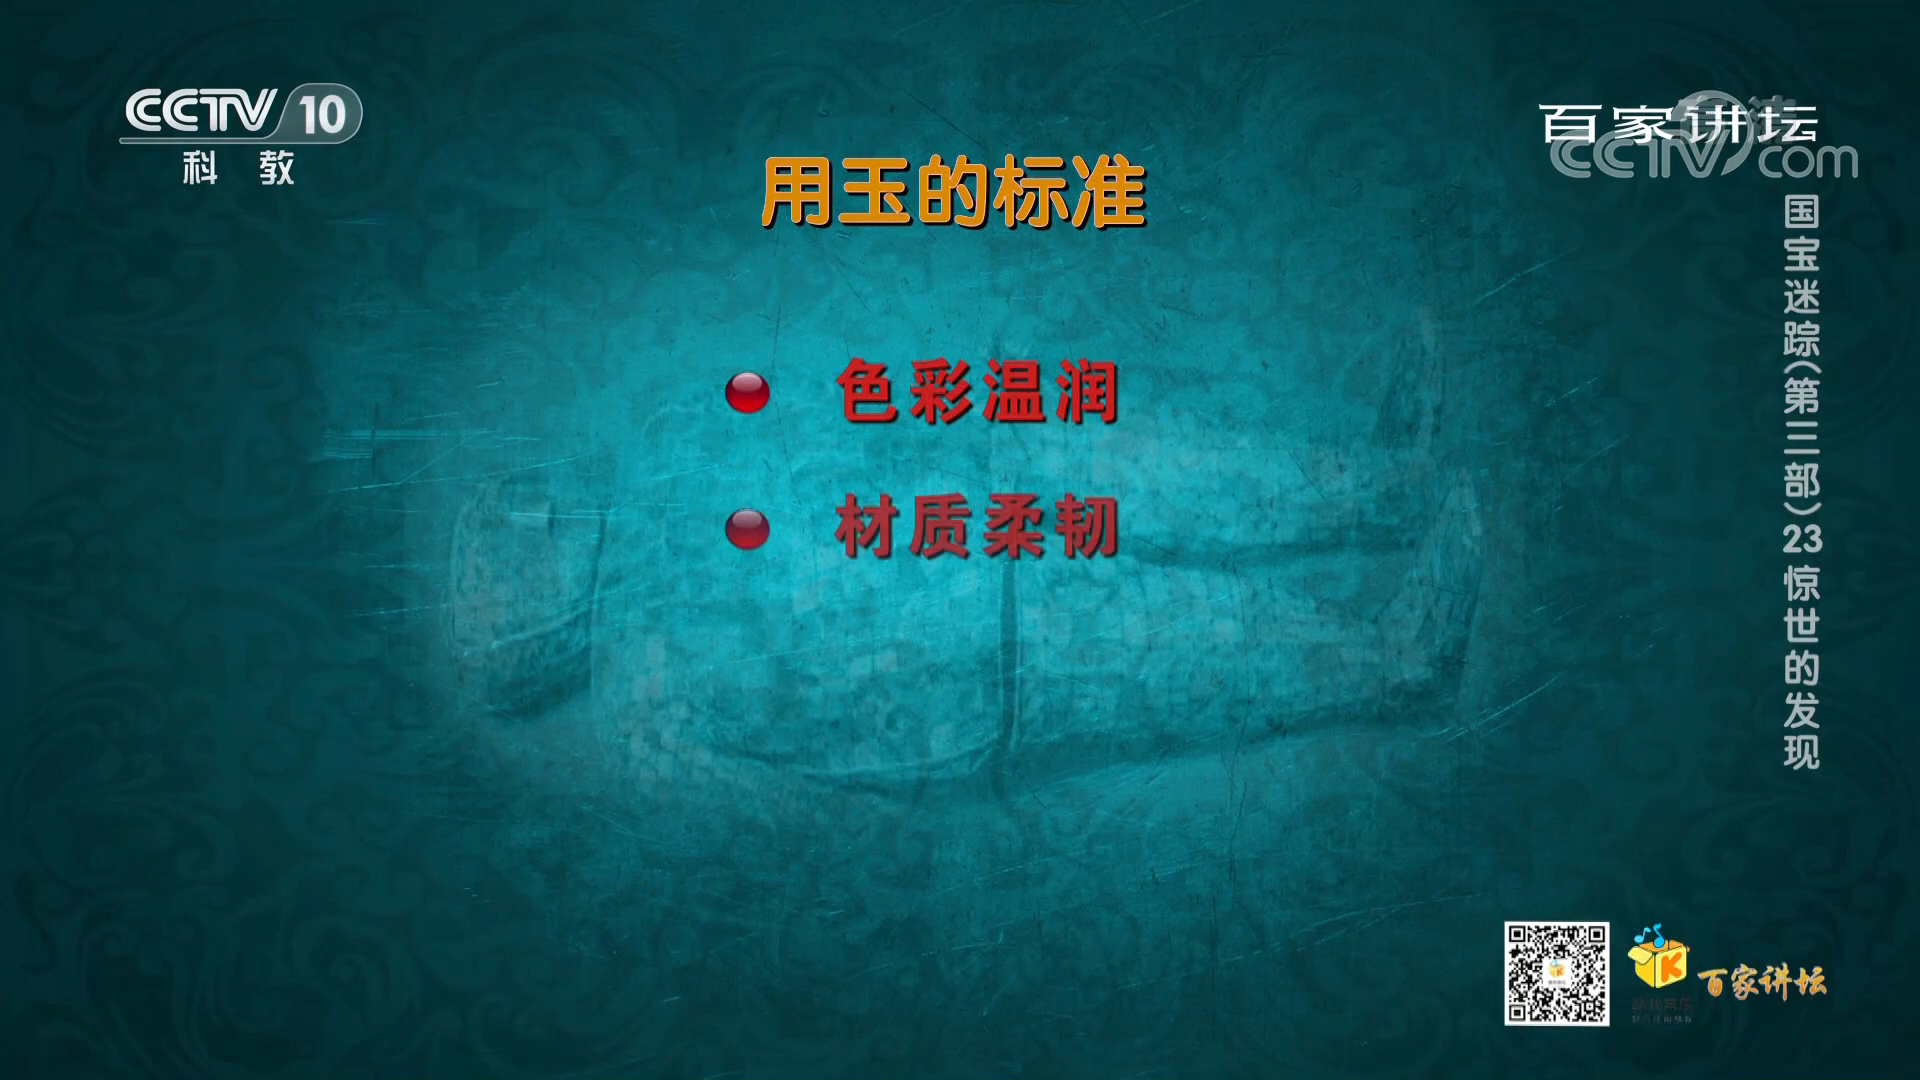 CCTV 10
科教
百家讲坛
CCTV.com
用玉的标准
色彩温润
材质柔韧
国宝迷踪(第三部)23惊世的发现
K
百家讲坛